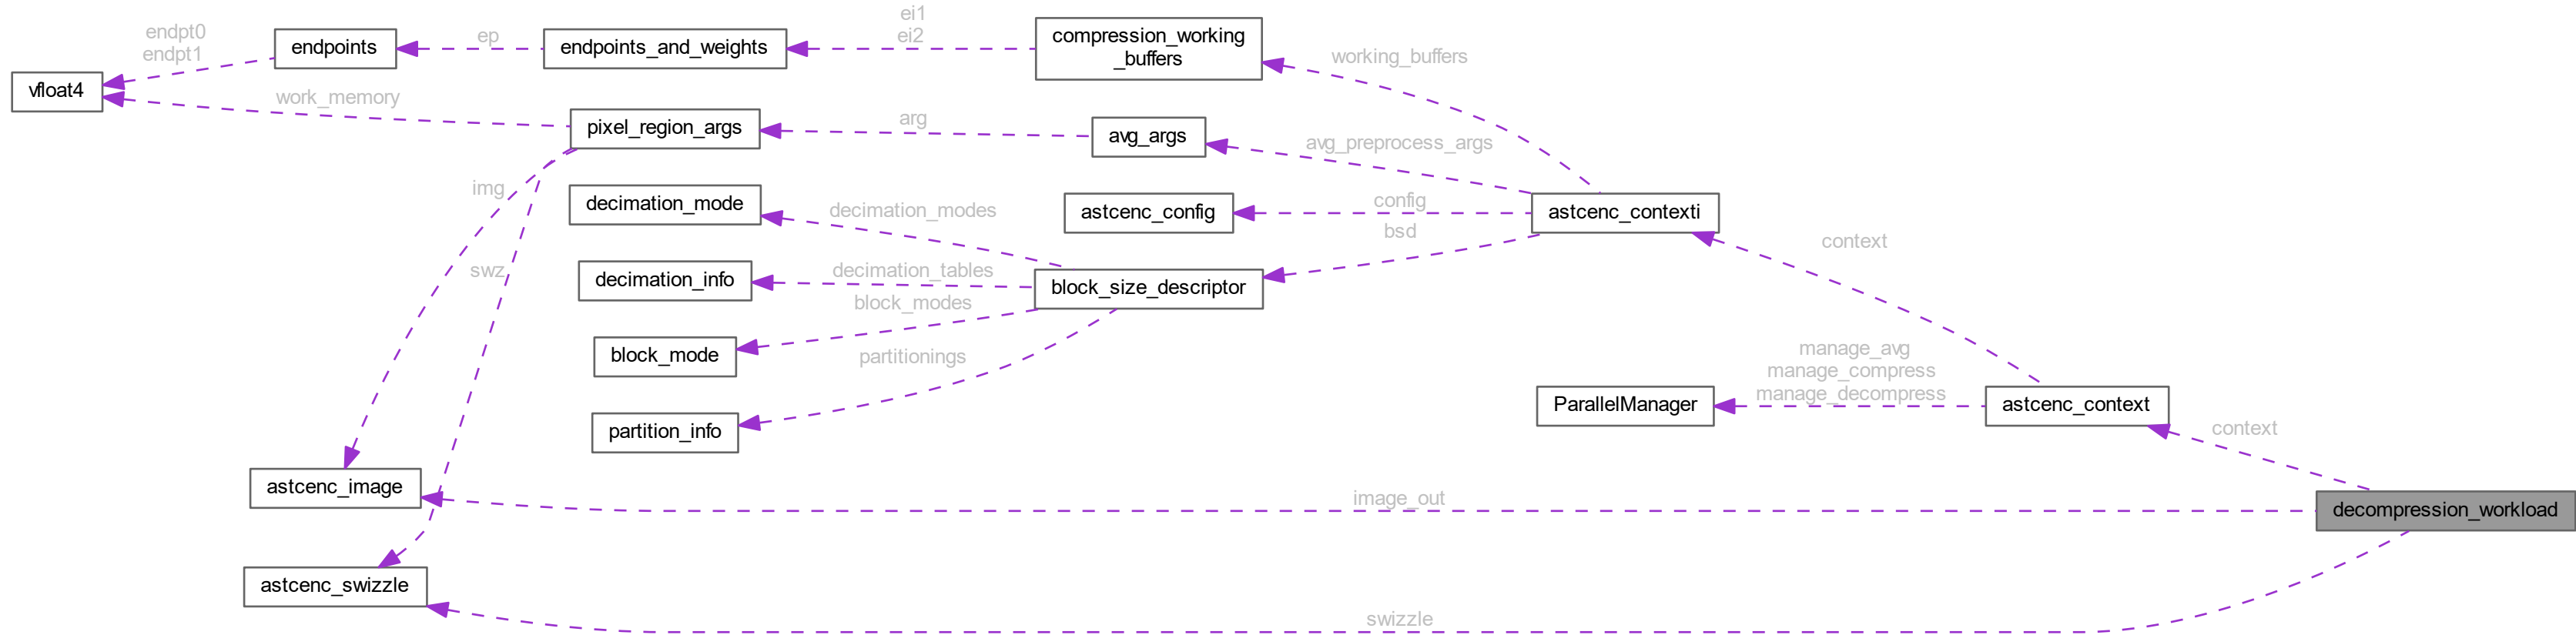 endpt0
endpt1
endpoints
ep
endpoints_and_weights
ei1
ei2
compression_working
_buffers
working_buffers
vfloat4
work_memory
pixel_region_args
arg
avg_args
avg_preprocess_args
img
decimation_mode
decimation_modes
astcenc_config
config
astcenc_contexti
bsd
context
swz
decimation_info
decimation_tables
block_size_descriptor
block_modes
block_mode
partitionings
manage_avg
manage_compress
manage_decompress
ParallelManager
astcenc_context
partition_info
context
astcenc_image
image_out
decompression_workload
astcenc_swizzle
swizzle